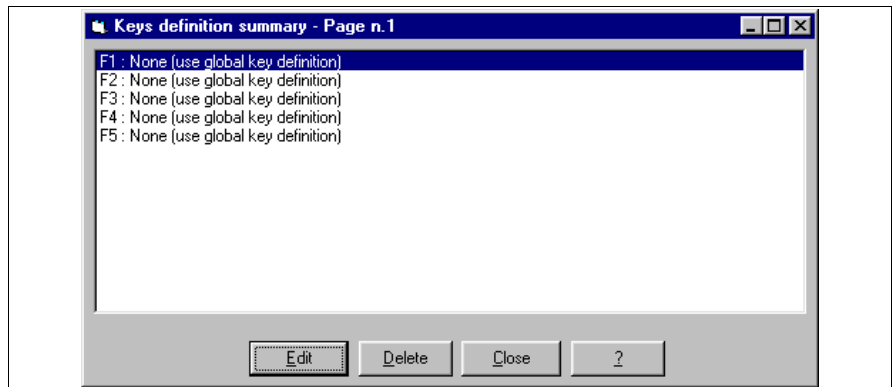 Keys definition summary - Page n.1
F1 : None (use global key definition)
F2 : None (use global key definition)
F3 : None (use global key definition)
F4 : None (use global key definition)
F5 : None (use global key definition)
Edit Delete Close ?